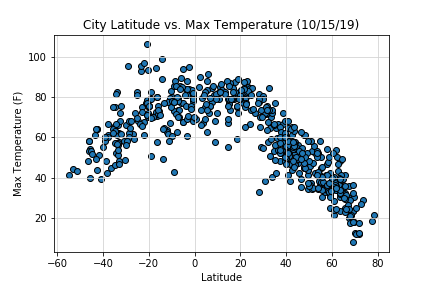 City Latitude vs. Max Temperature (10/15/19)
100
80
60
40
20
Max Temperature (F)
−60 −40 −20 0 20 40 60 80
Latitude